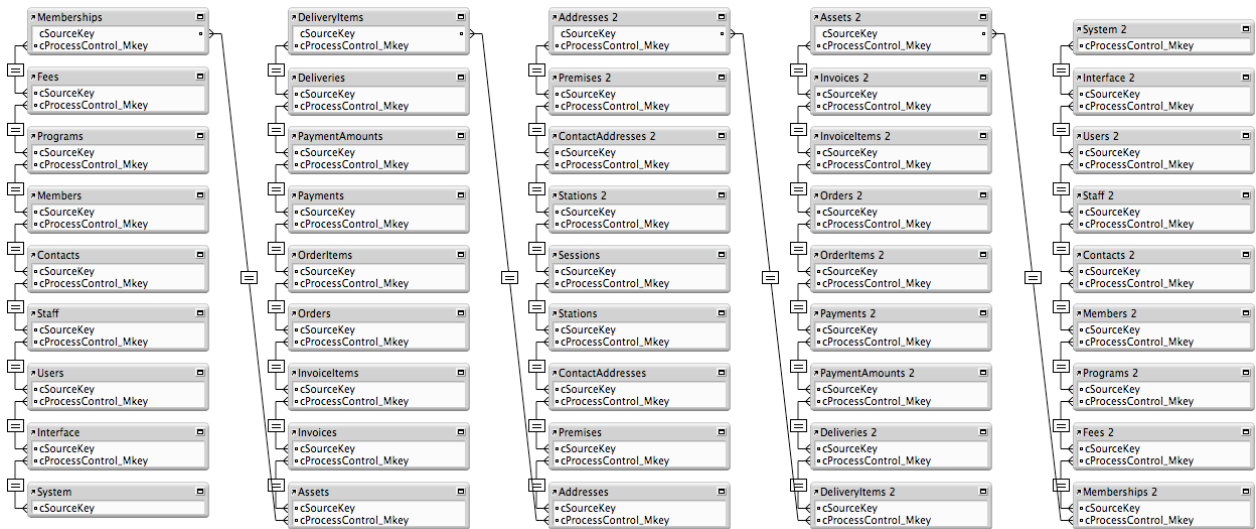 Memberships
cSourceKey
cProcessControl_Mkey
Fees
cSourceKey
cProcessControl_Mkey
Programs
cSourceKey
cProcessControl_Mkey
Members
cSourceKey
cProcessControl_Mkey
Contacts
cSourceKey
cProcessControl_Mkey
Staff
cSourceKey
cProcessControl_Mkey
Users
cSourceKey
cProcessControl_Mkey
Interface
cSourceKey
cProcessControl_Mkey
System
cSourceKey
DeliveryItems
cSourceKey
cProcessControl_Mkey
Deliveries
cSourceKey
cProcessControl_Mkey
PaymentAmounts
cSourceKey
cProcessControl_Mkey
Payments
cSourceKey
cProcessControl_Mkey
OrderItems
cSourceKey
cProcessControl_Mkey
Orders
cSourceKey
cProcessControl_Mkey
InvoiceItems
cSourceKey
cProcessControl_Mkey
Invoices
cSourceKey
cProcessControl_Mkey
Assets
cSourceKey
cProcessControl_Mkey
Addresses 2
cSourceKey
cProcessControl_Mkey
Premises 2
cSourceKey
cProcessControl_Mkey
ContactAddresses 2
cSourceKey
cProcessControl_Mkey
Stations 2
cSourceKey
cProcessControl_Mkey
Sessions
cSourceKey
cProcessControl_Mkey
Stations
cSourceKey
cProcessControl_Mkey
ContactAddresses
cSourceKey
cProcessControl_Mkey
Premises
cSourceKey
cProcessControl_Mkey
Addresses
cSourceKey
cProcessControl_Mkey
Assets 2
cSourceKey
cProcessControl_Mkey
Invoices 2
cSourceKey
cProcessControl_Mkey
InvoiceItems 2
cSourceKey
cProcessControl_Mkey
Orders 2
cSourceKey
cProcessControl_Mkey
OrderItems 2
cSourceKey
cProcessControl_Mkey
Payments 2
cSourceKey
cProcessControl_Mkey
PaymentAmounts 2
cSourceKey
cProcessControl_Mkey
Deliveries 2
cSourceKey
cProcessControl_Mkey
DeliveryItems 2
cSourceKey
cProcessControl_Mkey
System 2
cProcessControl_Mkey
Interface 2
cSourceKey
cProcessControl_Mkey
Users 2
cSourceKey
cProcessControl_Mkey
Staff 2
cSourceKey
cProcessControl_Mkey
Contacts 2
cSourceKey
cProcessControl_Mkey
Members 2
cSourceKey
cProcessControl_Mkey
Programs 2
cSourceKey
cProcessControl_Mkey
Fees 2
cSourceKey
cProcessControl_Mkey
Memberships 2
cSourceKey
cProcessControl_Mkey